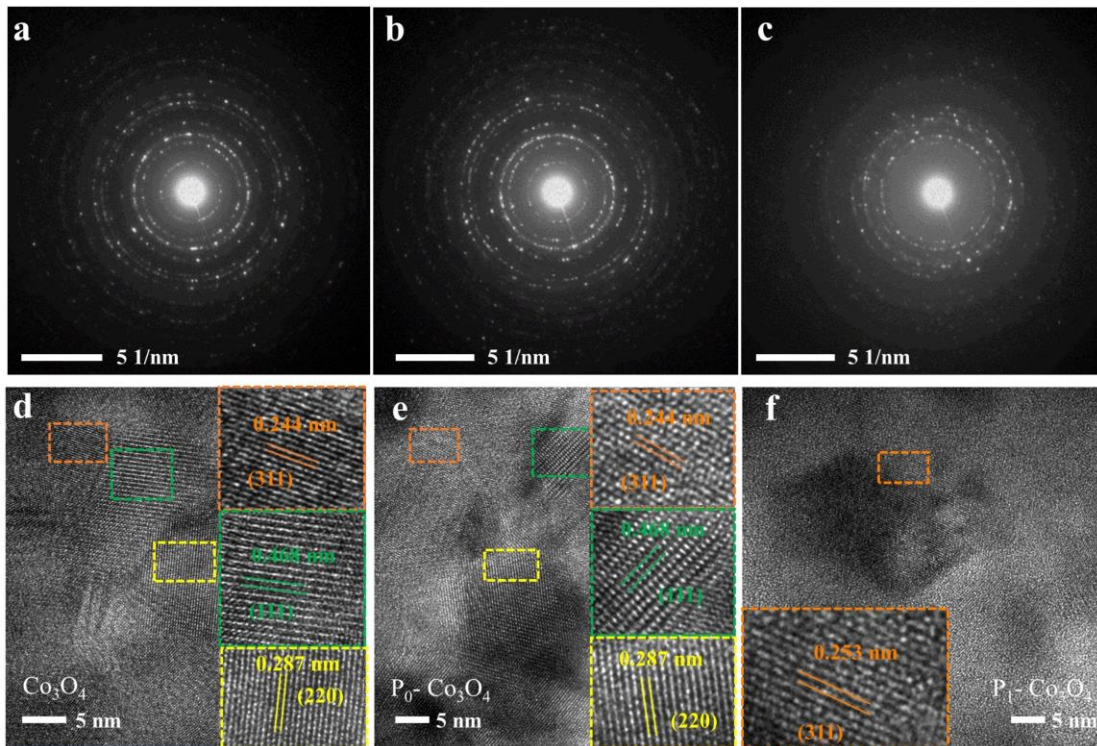 a
b
c
5 1/nm
5 1/nm
5 1/nm
d
e
f
0.244 nm
(311)
0.468 nm
(111)
0.287 nm
(220)
Co₃O₄
5 nm
0.244 nm
(311)
0.468 nm
(111)
0.287 nm
(220)
P₀- Co₃O₄
5 nm
0.253 nm
(311)
P₁- Co₃O₄
5 nm